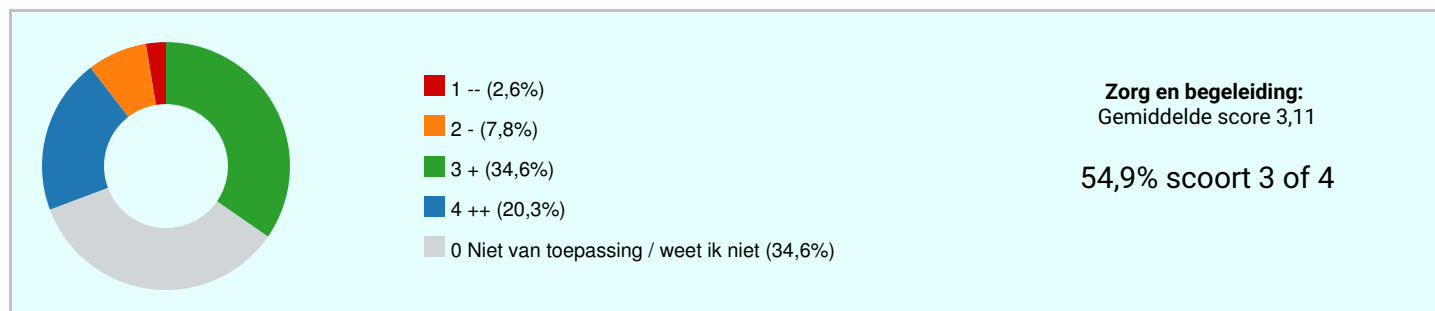 1 -- (2,6%)
2 - (7,8%)
3 + (34,6%)
4 ++ (20,3%)
0 Niet van toepassing / weet ik niet (34,6%)
Zorg en begeleiding:
Gemiddelde score 3,11
54,9% scoort 3 of 4